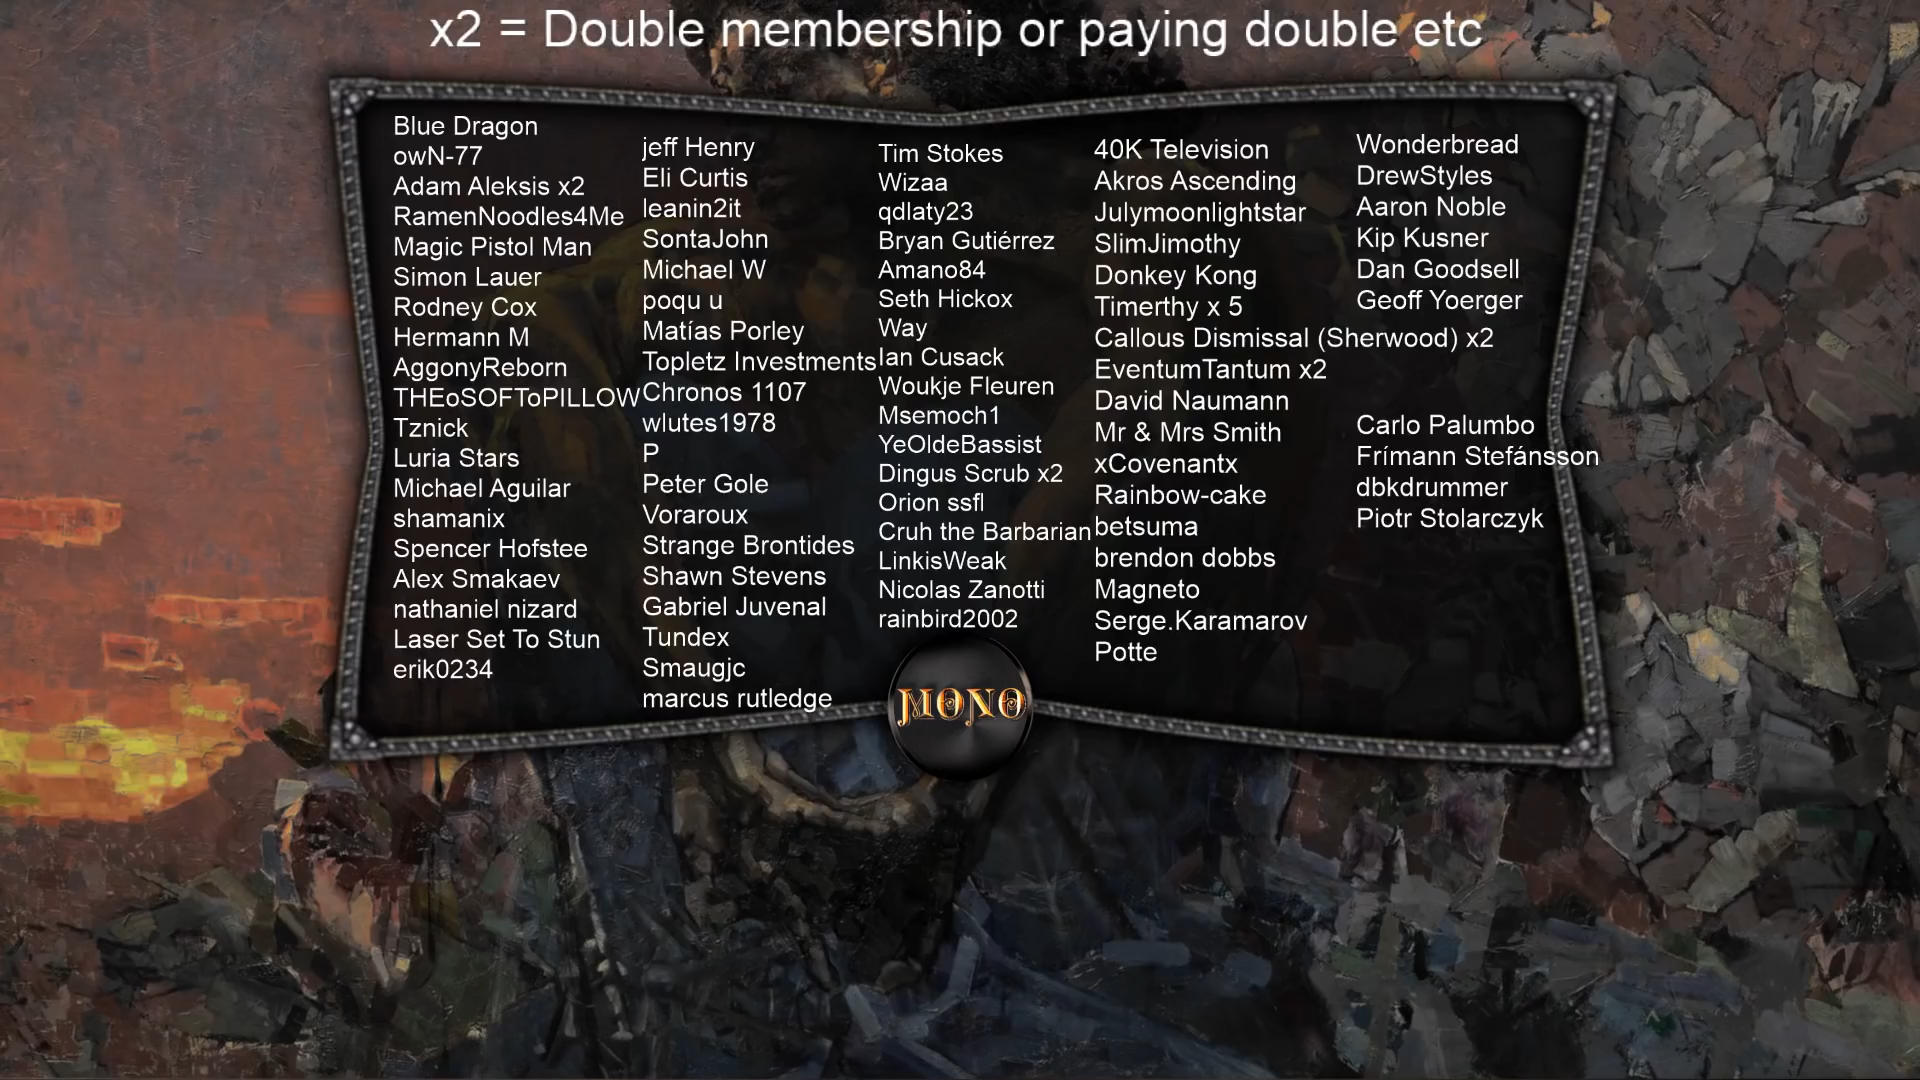 x2 = Double membership or paying double etc
Blue Dragon
owN-77
Adam Aleksis x2
RamenNoodles4Me
Magic Pistol Man
Simon Lauer
Rodney Cox
Hermann M
AggonyReborn
THEoSOFToPILLOW
Tznick
Luria Stars
Michael Aguilar
shamanix
Spencer Hofstee
Alex Smakaev
nathaniel nizard
Laser Set To Stun
erik0234
jeff Henry
Eli Curtis
leanin2it
SontaJohn
Michael W
poqu u
Matías Porley
Topletz Investments
Chronos 1107
wlutes1978
P
Peter Gole
Voraroux
Strange Brontides
Shawn Stevens
Gabriel Juvenal
Tundex
Smaugjc
marcus rutledge
Tim Stokes
Wizaa
qdlaty23
Bryan Gutiérrez
Amano84
Seth Hickox
Way
Ian Cusack
Woukje Fleuren
Msemoch1
YeOldeBassist
Dingus Scrub x2
Orion ssfl
Cruh the Barbarian
LinkisWeak
Nicolas Zanotti
rainbird2002
40K Television
Akros Ascending
Julymoonlightstar
SlimJimothy
Donkey Kong
Timerthy x 5
Callous Dismissal (Sherwood) x2
EventumTantum x2
David Naumann
Mr & Mrs Smith
xCovenantx
Rainbow-cake
betsuma
brendon dobbs
Magneto
Serge.Karamarov
Potte
Wonderbread
DrewStyles
Aaron Noble
Kip Kusner
Dan Goodsell
Geoff Yoerger
Carlo Palumbo
Frímann Stefánsson
dbkdrummer
Piotr Stolarczyk
MONO